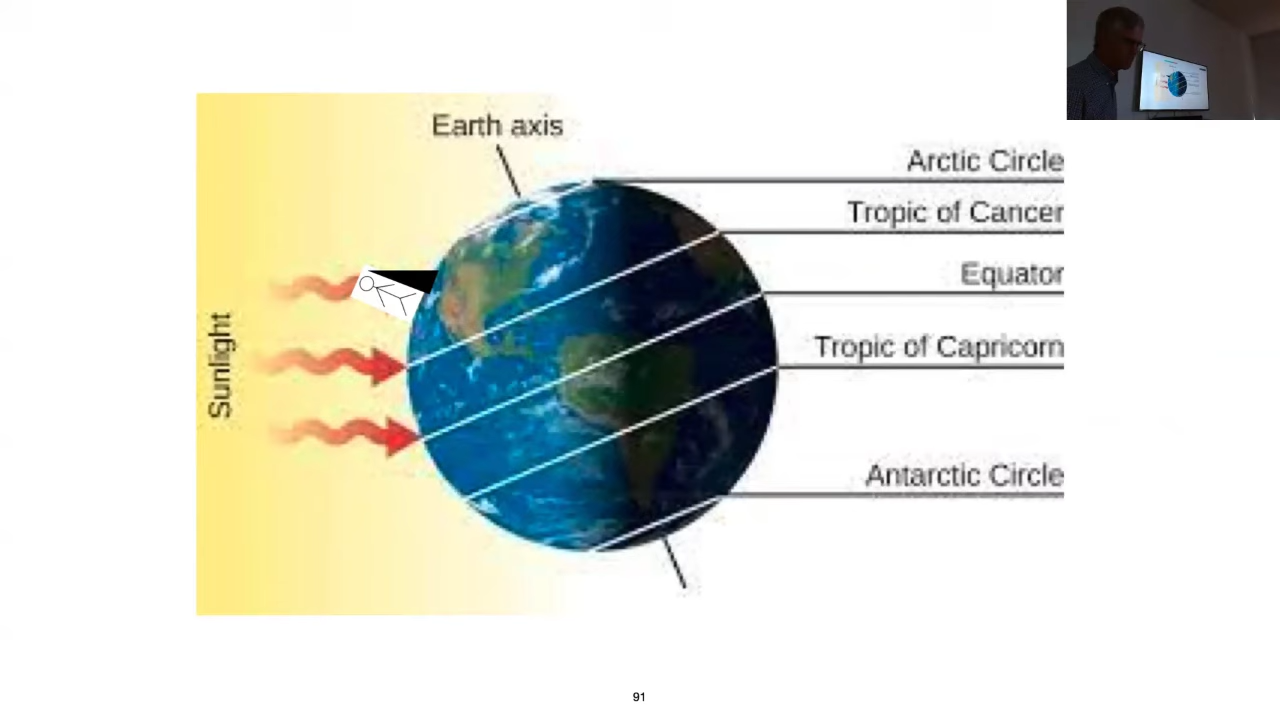 Earth axis
Arctic Circle
Tropic of Cancer
Equator
Sunlight
Tropic of Capricorn
Antarctic Circle
91